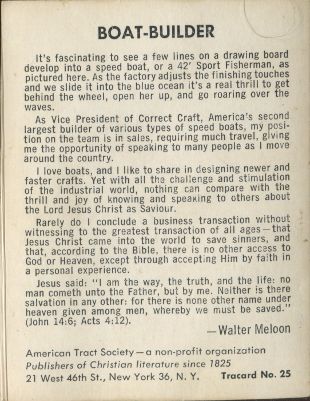 BOAT-BUILDER
It's fascinating to see a few lines on a drawing board
develop into a speed boat, or a 42' Sport Fisherman, as
pictured here. As the factory adjusts the finishing touches
and we slide it into the blue ocean it's a real thrill to get
behind the wheel, open her up, and go roaring over the
waves.
As Vice President of Correct Craft, America's second
largest builder of various types of speed boats, my posi-
tion on the team is in sales, requiring much travel, giving
me the opportunity of speaking to many people as I move
around the country.
I love boats, and I like to share in designing newer and
faster crafts. Yet with all the challenge and stimulation
of the industrial world, nothing can compare with the
thrill and joy of knowing and speaking to others about
the Lord Jesus Christ as Saviour.
Rarely do I conclude a business transaction without
witnessing to the greatest transaction of all ages—that
Jesus Christ came into the world to save sinners, and
that, according to the Bible, there is no other access to
God or Heaven, except through accepting Him by faith in
a personal experience.
Jesus said: "I am the way, the truth, and the life: no
man cometh unto the Father, but by me. Neither is there
salvation in any other: for there is none other name under
heaven given among men, whereby we must be saved."
(John 14:6; Acts 4:12).
—Walter Meloon
American Tract Society—a non-profit organization
Publishers of Christian literature since 1825
21 West 46th St., New York 36, N. Y. Tracard No. 25